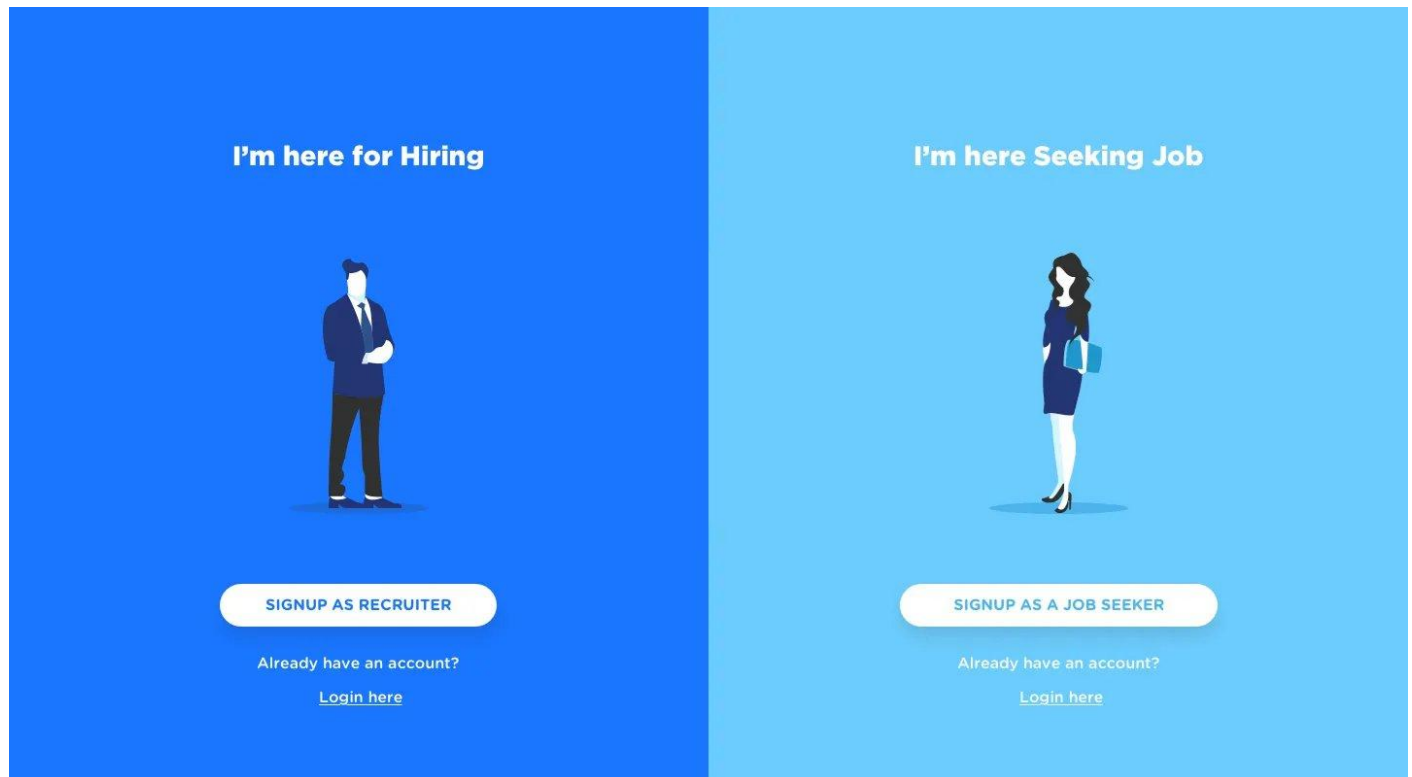 I’m here for Hiring
SIGNUP AS RECRUITER
Already have an account?
Login here
I’m here Seeking Job
SIGNUP AS A JOB SEEKER
Already have an account?
Login here